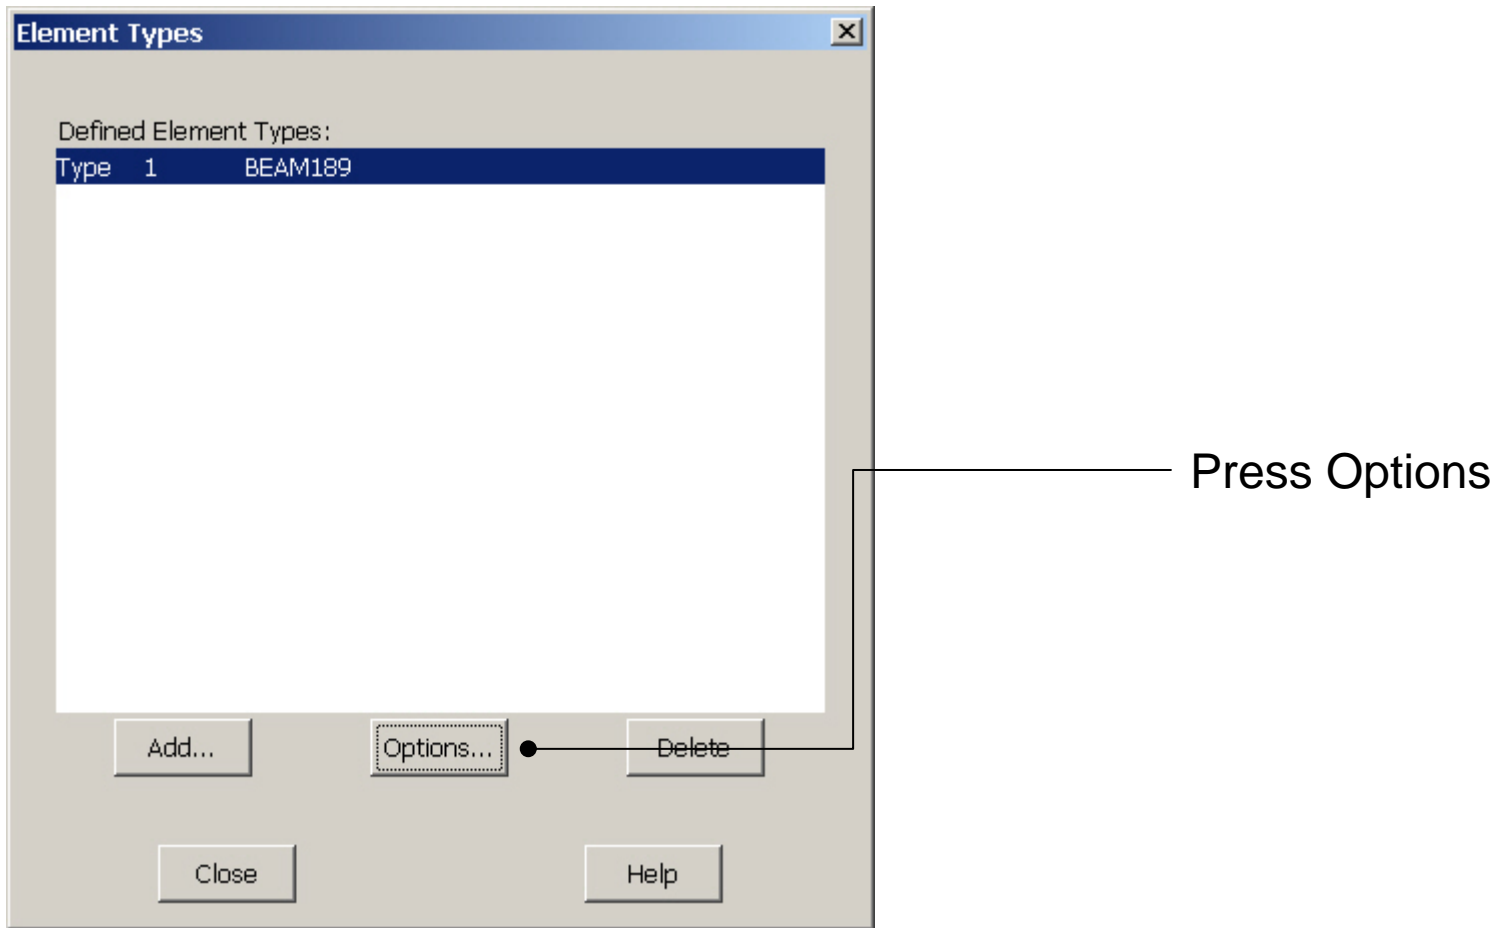 Element Types
Defined Element Types:
Type 1 BEAM189
Press Options
Add... Options... Delete
Close Help